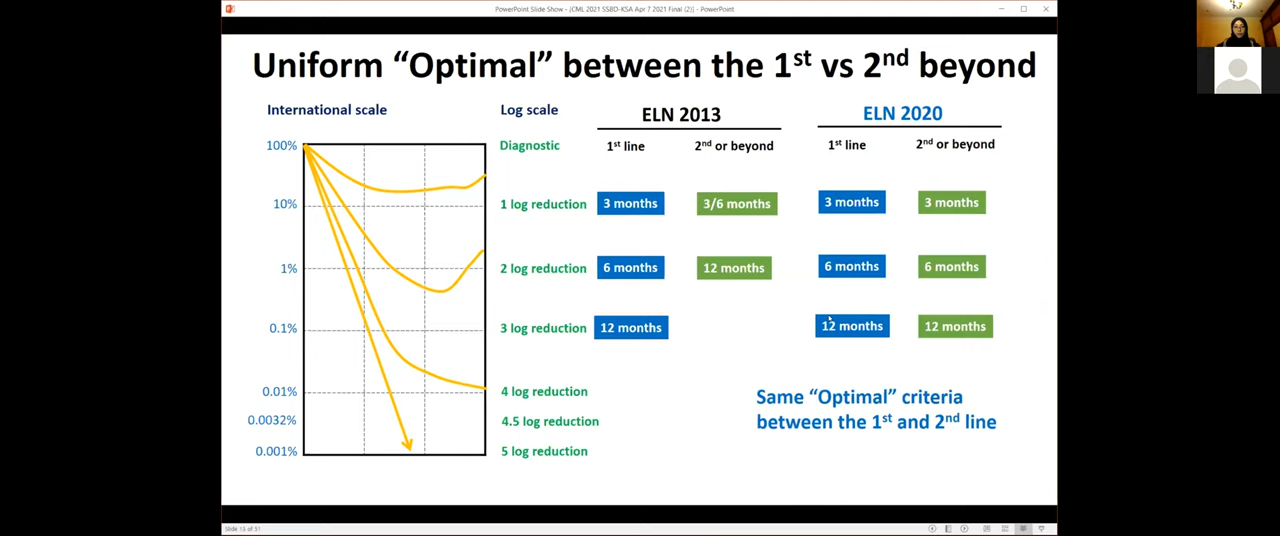 PowerPoint Slide Show - [CML 2021 SSBD-KSA Apr 7 2021 Final (2)] - PowerPoint
Uniform “Optimal” between the 1st vs 2nd beyond
International scale
Log scale
ELN 2013
ELN 2020
100%
Diagnostic
1st line
2nd or beyond
1st line
2nd or beyond
10%
1 log reduction
3 months
3/6 months
3 months
3 months
1%
2 log reduction
6 months
12 months
6 months
6 months
0.1%
3 log reduction
12 months
12 months
12 months
0.01%
4 log reduction
0.0032%
4.5 log reduction
0.001%
5 log reduction
Same “Optimal” criteria
between the 1st and 2nd line
Slide 13 of 51